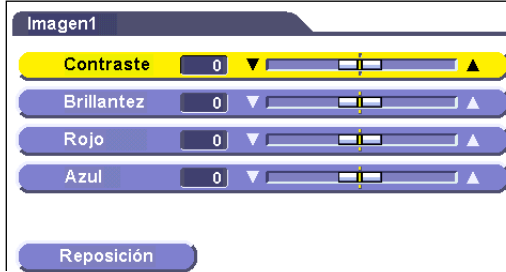 Imagen1
Contraste 0
Brillantez 0
Rojo 0
Azul 0
Reposición